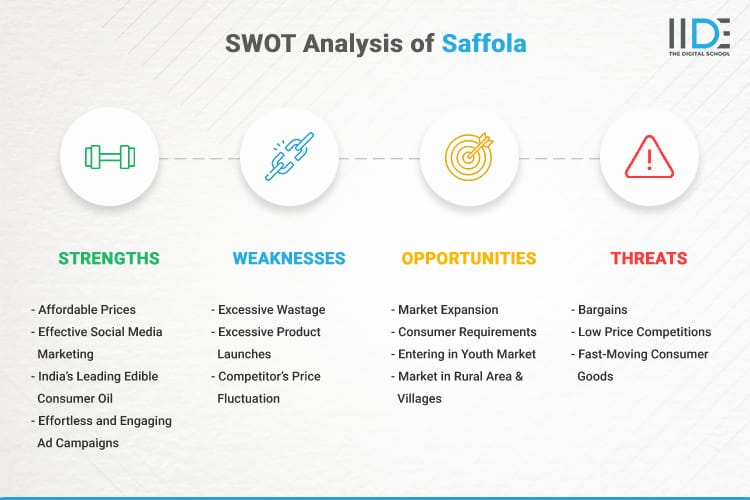 SWOT Analysis of Saffola
IIDE
THE DIGITAL SCHOOL
STRENGTHS
- Affordable Prices
- Effective Social Media
Marketing
- India's Leading Edible
Consumer Oil
- Effortless and Engaging
Ad Campaigns
WEAKNESSES
- Excessive Wastage
- Excessive Product
Launches
- Competitor's Price
Fluctuation
OPPORTUNITIES
- Market Expansion
- Consumer Requirements
- Entering in Youth Market
- Market in Rural Area &
Villages
THREATS
- Bargains
- Low Price Competitions
- Fast-Moving Consumer
Goods